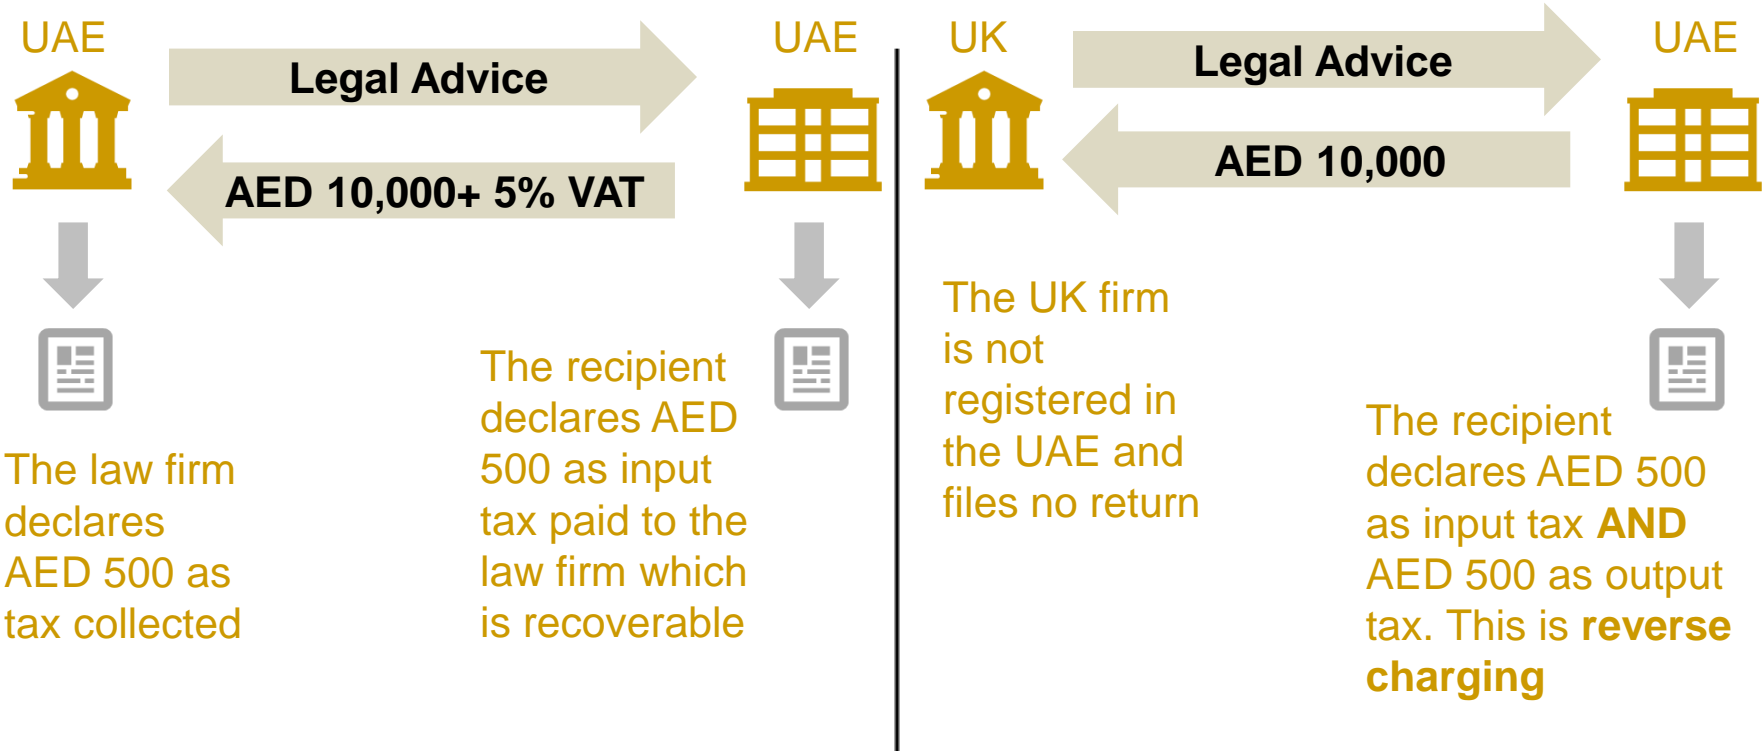 UAE
UAE
Legal Advice
AED 10,000+ 5% VAT
The law firm
declares
AED 500 as
tax collected
The recipient
declares AED
500 as input
tax paid to the
law firm which
is recoverable
UK
UAE
Legal Advice
AED 10,000
The UK firm
is not
registered in
the UAE and
files no return
The recipient
declares AED 500
as input tax AND
AED 500 as output
tax. This is reverse
charging